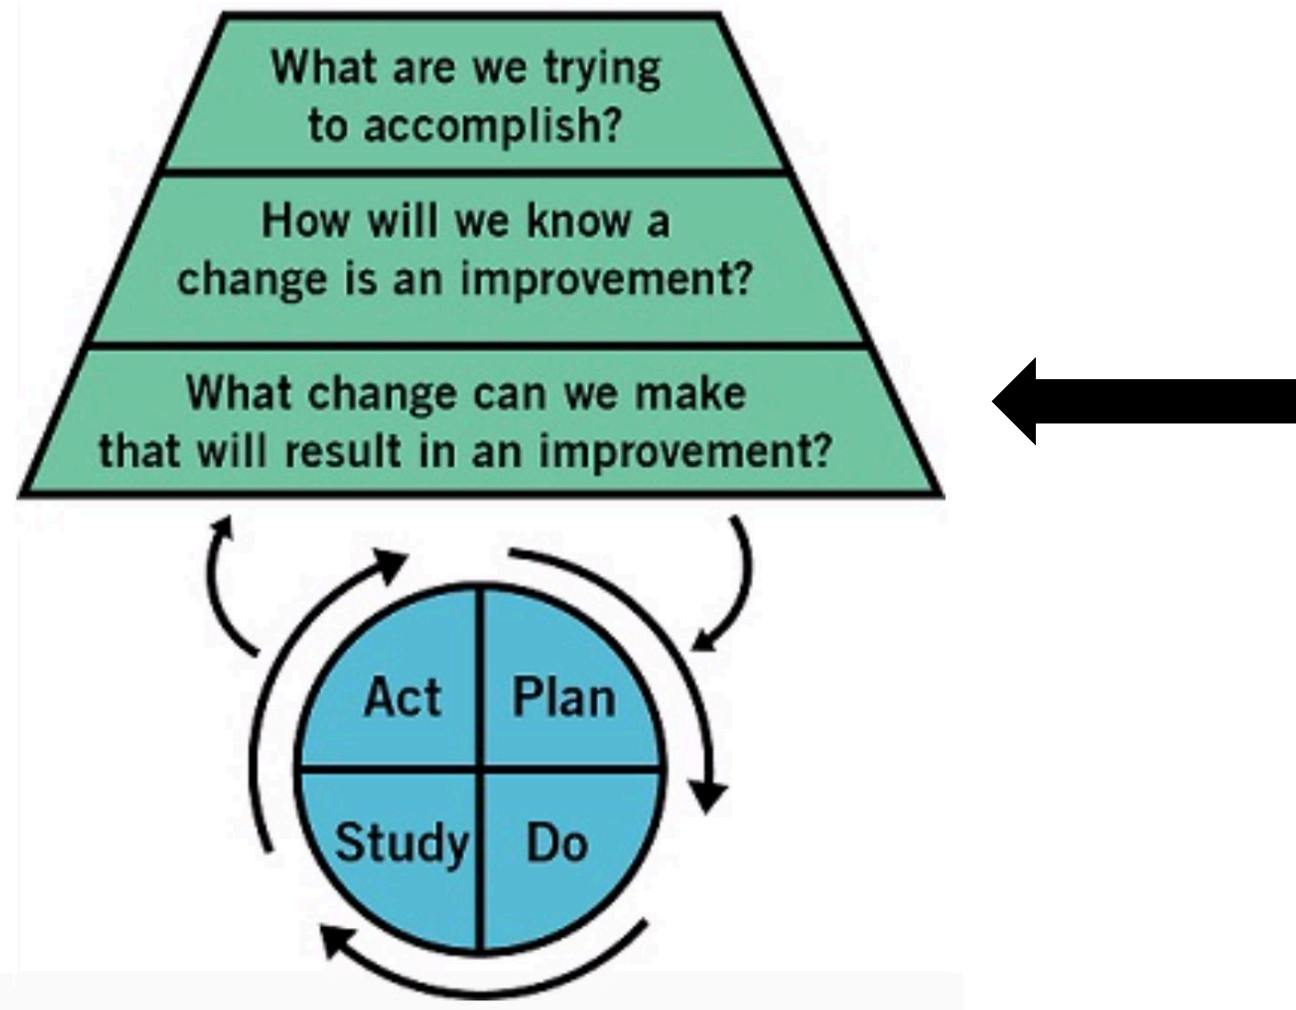 What are we trying
to accomplish?
How will we know a
change is an improvement?
What change can we make
that will result in an improvement?
Act
Plan
Study
Do